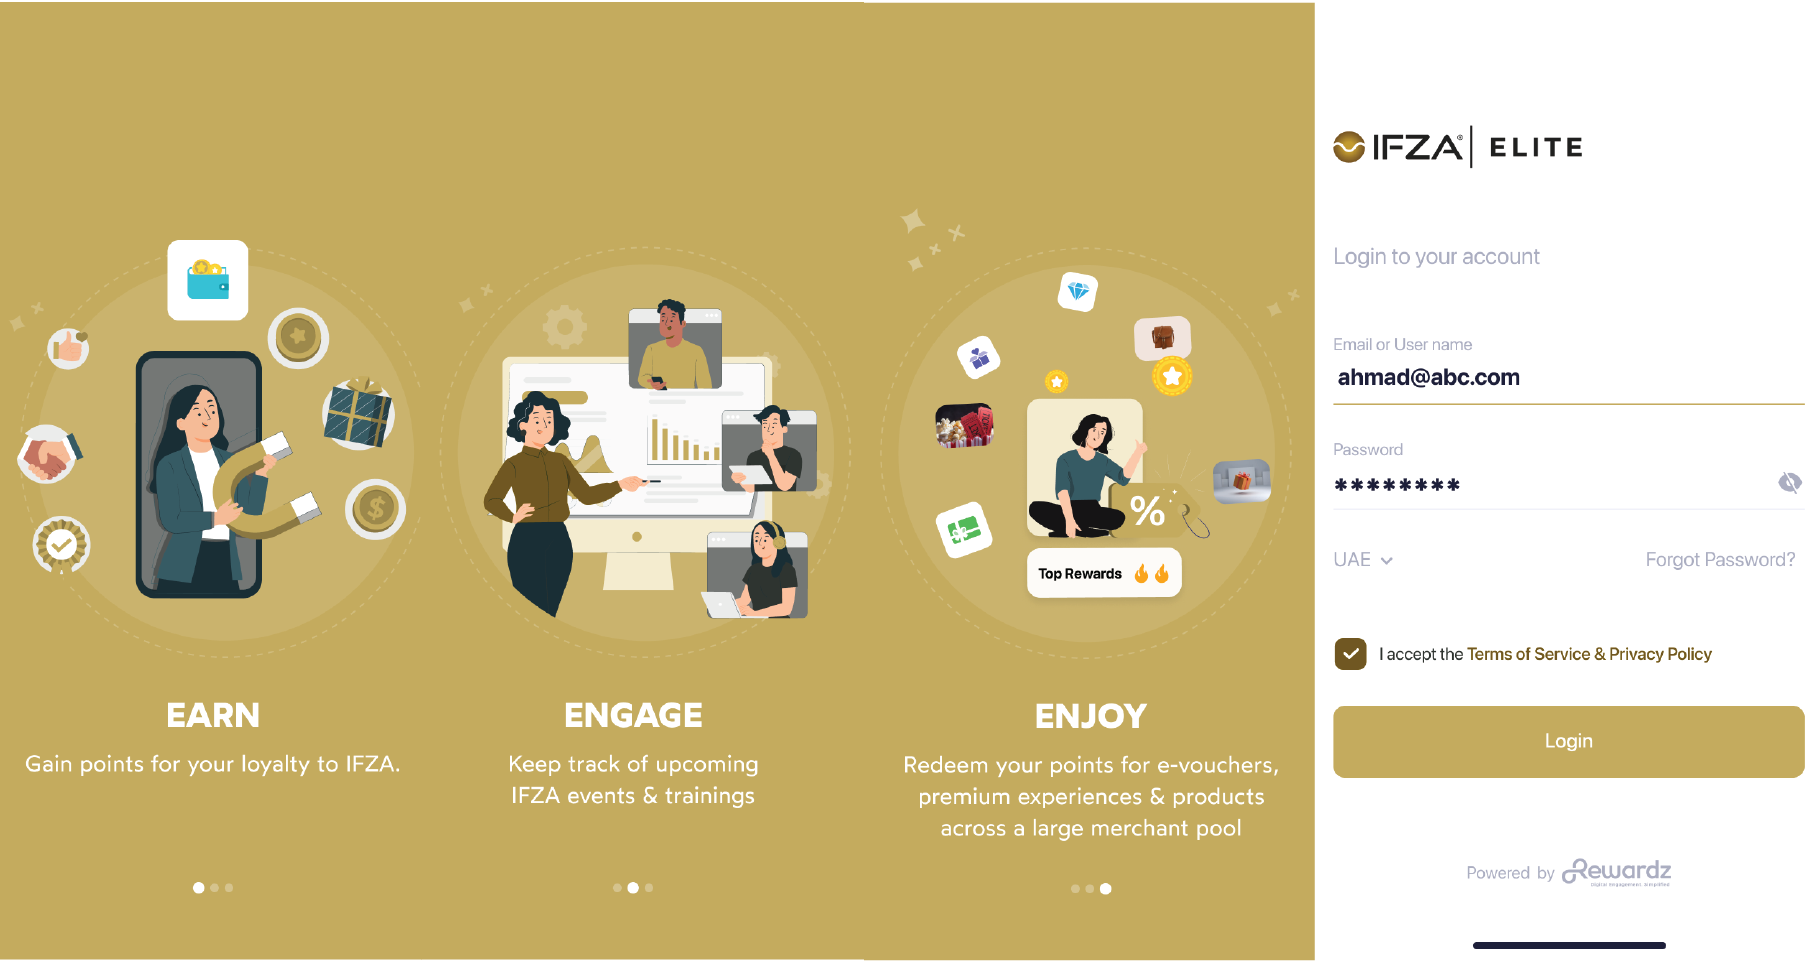 EARN
Gain points for your loyalty to IFZA.
ENGAGE
Keep track of upcoming
IFZA events & trainings
%
Top Rewards
ENJOY
Redeem your points for e-vouchers,
premium experiences & products
across a large merchant pool
IFZA® | ELITE
Login to your account
Email or User name
ahmad@abc.com
Password
********
UAE
Forgot Password?
I accept the Terms of Service & Privacy Policy
Login
Powered by Rewardz
Digital Engagement. Simplified